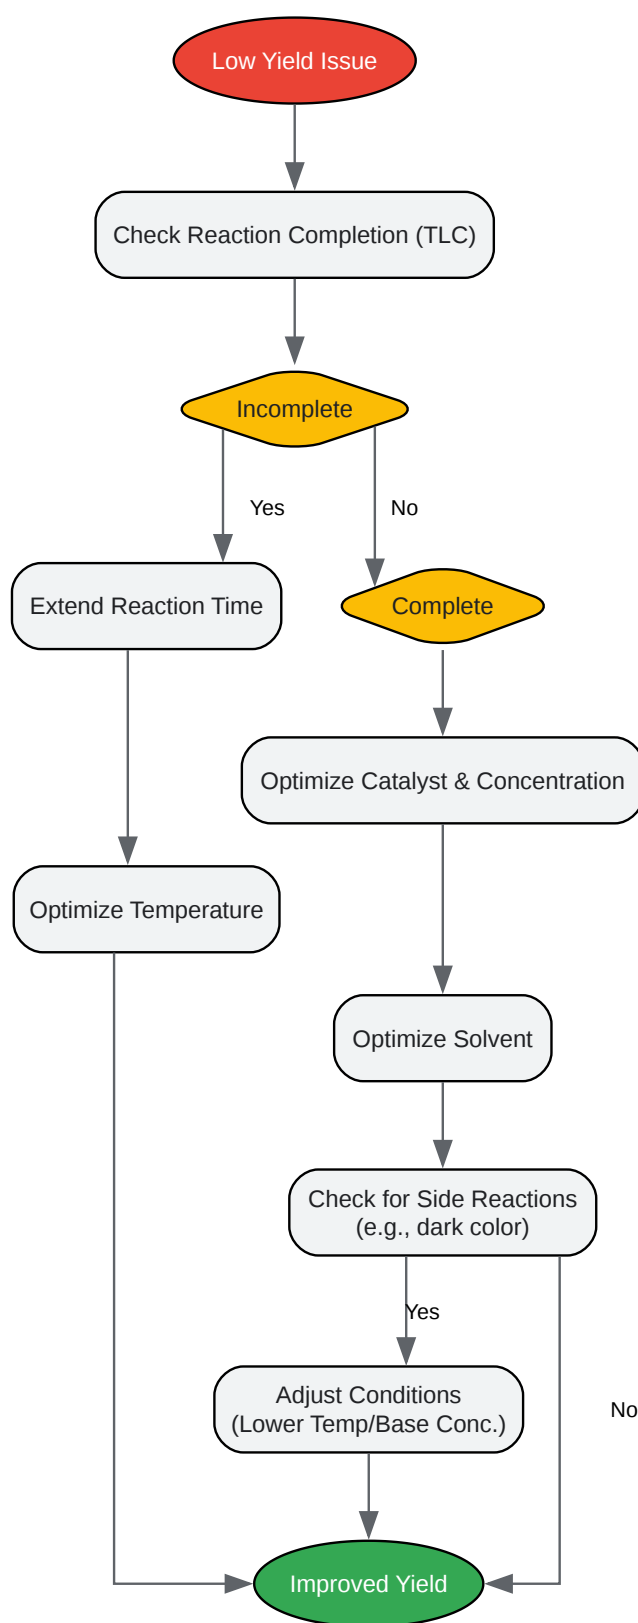 Low Yield Issue
Check Reaction Completion (TLC)
Incomplete
Yes
No
Extend Reaction Time
Complete
Optimize Catalyst & Concentration
Optimize Temperature
Optimize Solvent
Check for Side Reactions
(e.g., dark color)
Yes
Adjust Conditions
(Lower Temp/Base Conc.)
No
Improved Yield